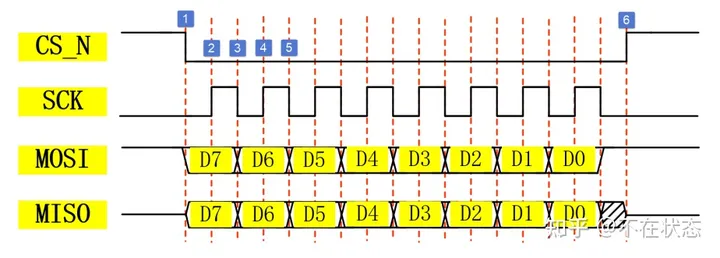 1 6
CS_N 2 3 4 5
SCK
MOSI D7 D6 D5 D4 D3 D2 D1 D0
MISO D7 D6 D5 D4 D3 D2 D1 D0
知乎 @不在状态